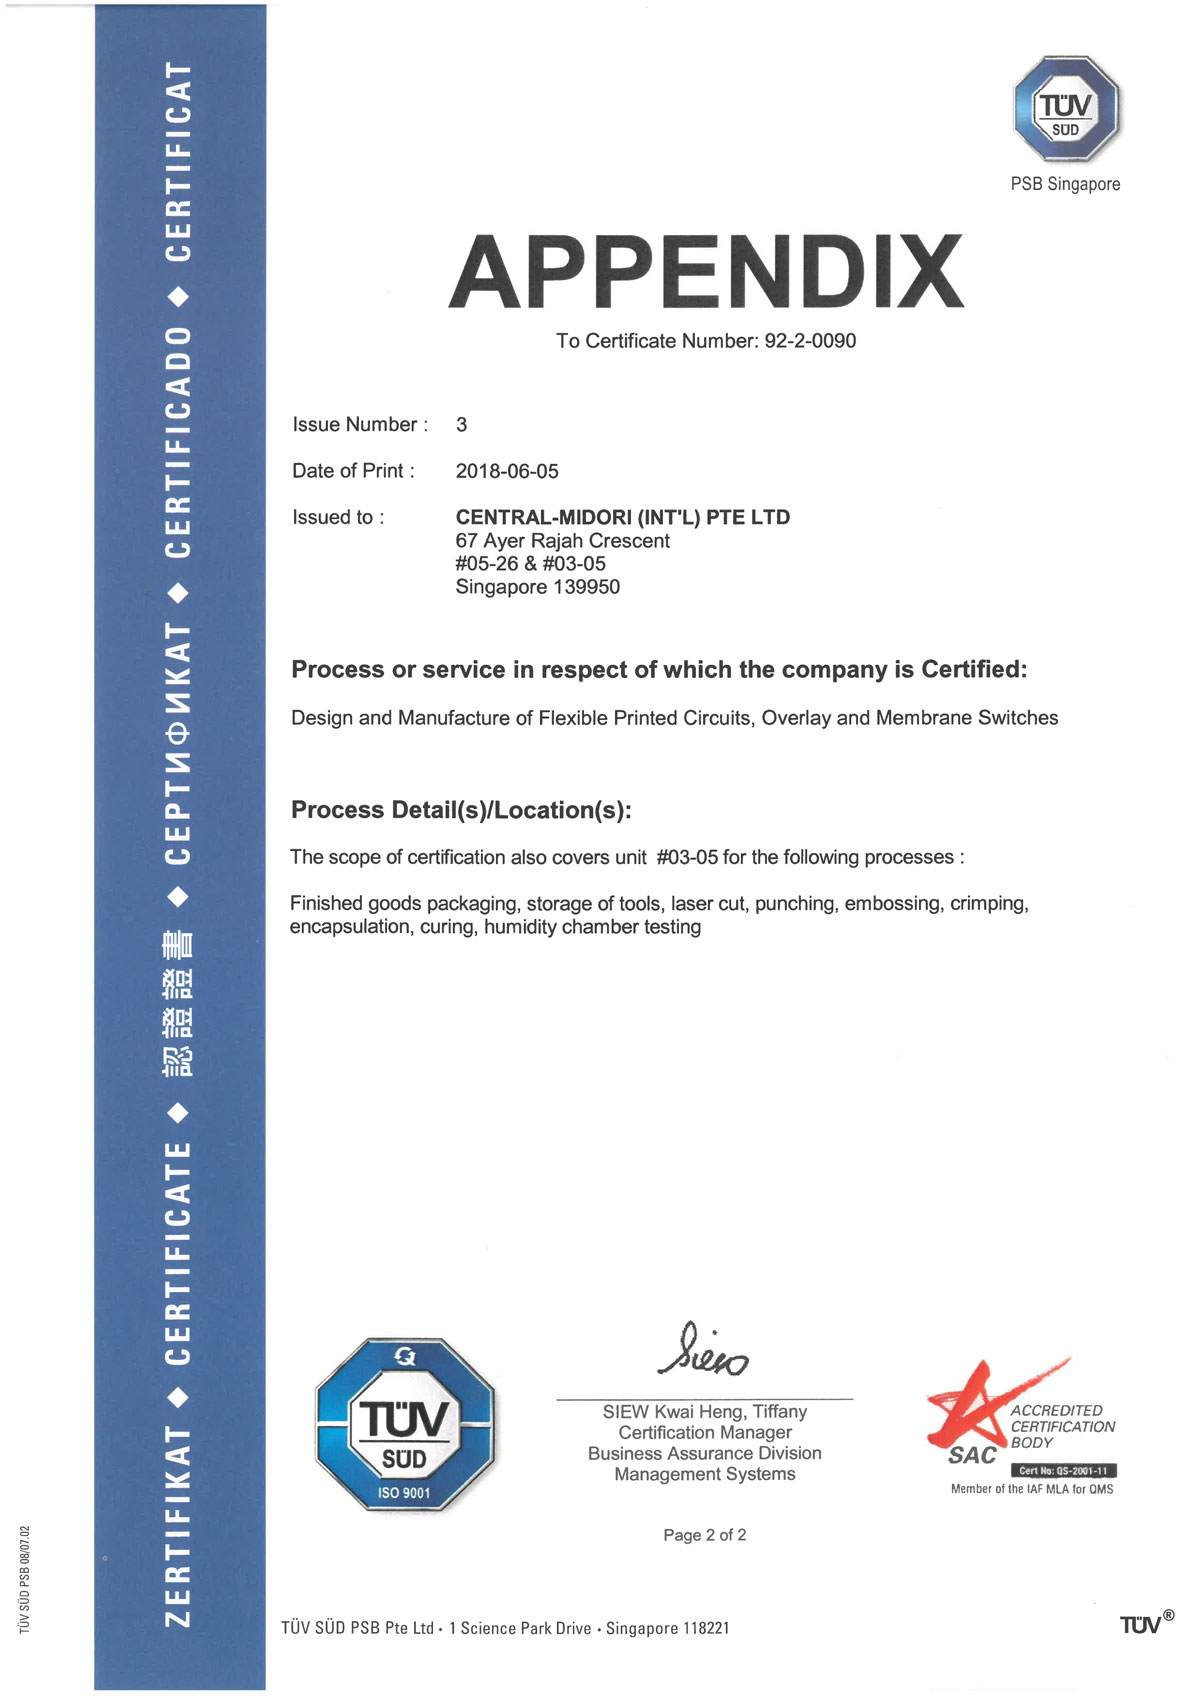 TÜV
SÜD
PSB Singapore
APPENDIX
To Certificate Number: 92-2-0090
Issue Number : 3
Date of Print : 2018-06-05
Issued to : CENTRAL-MIDORI (INT'L) PTE LTD
67 Ayer Rajah Crescent
#05-26 & #03-05
Singapore 139950
Process or service in respect of which the company is Certified:
Design and Manufacture of Flexible Printed Circuits, Overlay and Membrane Switches
Process Detail(s)/Location(s):
The scope of certification also covers unit #03-05 for the following processes :
Finished goods packaging, storage of tools, laser cut, punching, embossing, crimping,
encapsulation, curing, humidity chamber testing
TÜV
SÜD
ISO 9001
Siew
SIEW Kwai Heng, Tiffany
Certification Manager
Business Assurance Division
Management Systems
SAC
ACCREDITED
CERTIFICATION
BODY
Cert No: QS-2001-11
Member of the IAF MLA for QMS
Page 2 of 2
TÜV SÜD PSB Pte Ltd • 1 Science Park Drive • Singapore 118221
TÜV®
ZERTIFIKAT ◆ CERTIFICATE ◆ 認證證書 ◆ СЕРТИФИКАТ ◆ CERTIFICADO ◆ CERTIFICAT
TÜV SÜD PSB 08/07.02